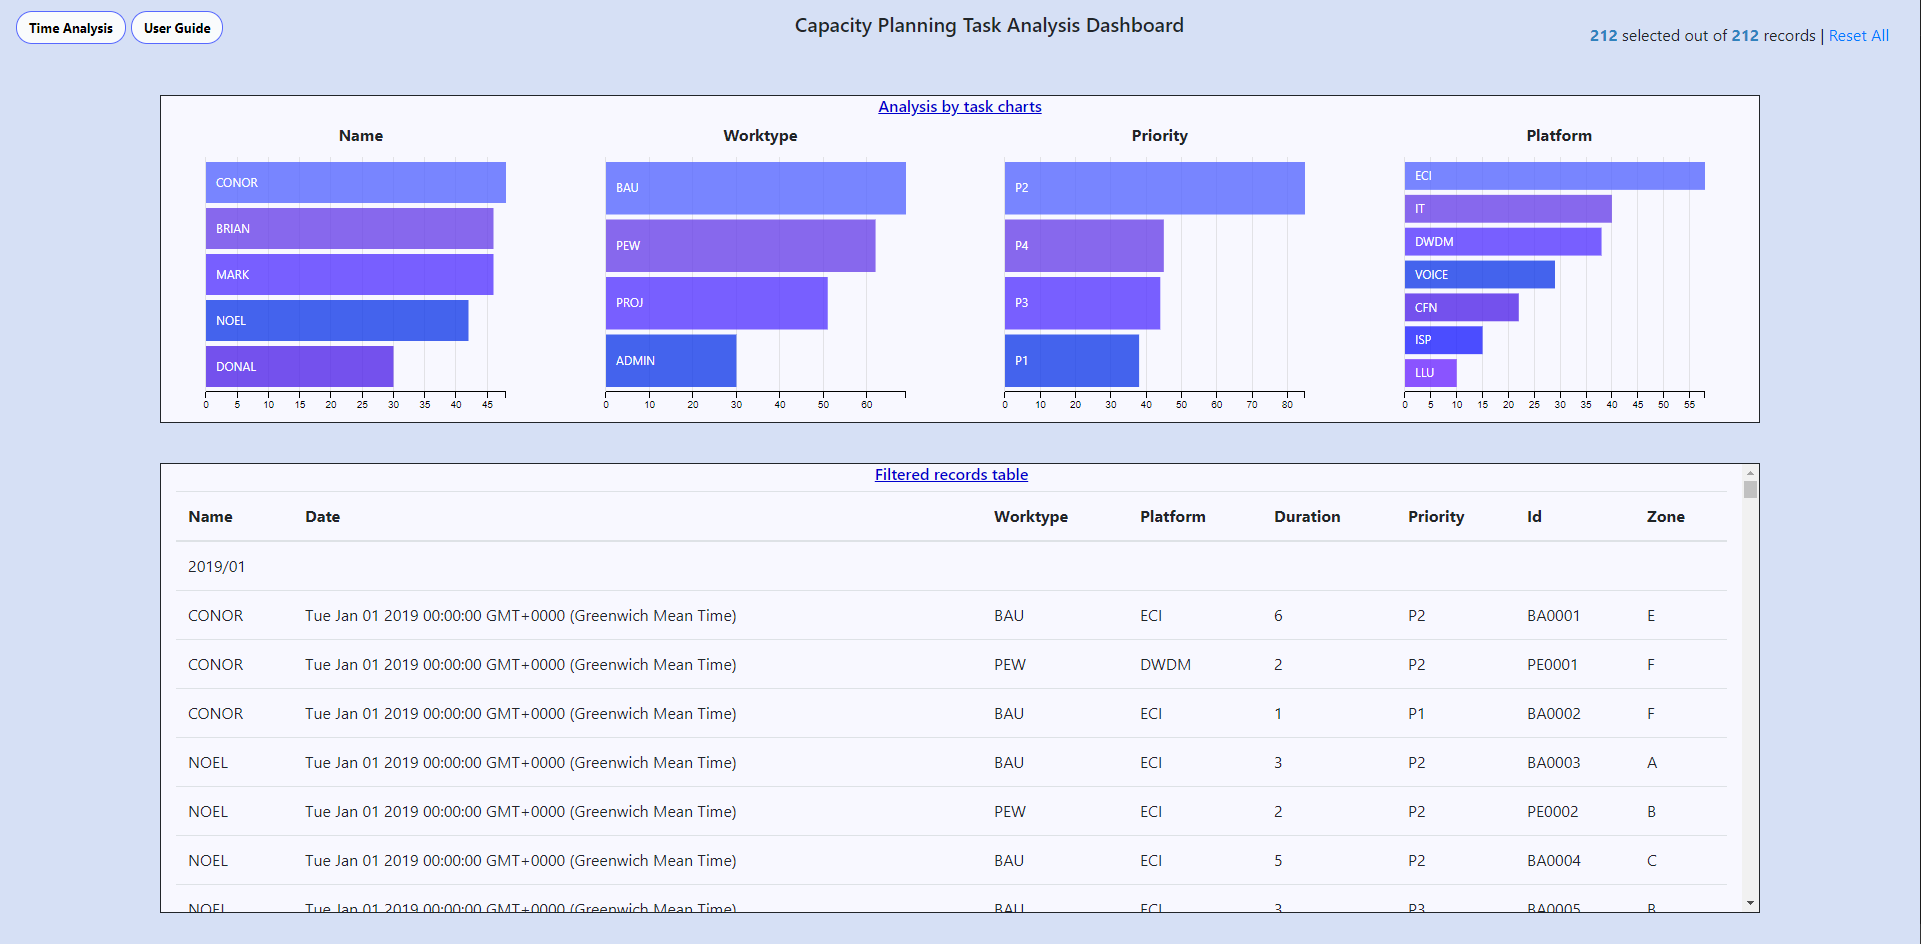 Time Analysis User Guide
Capacity Planning Task Analysis Dashboard
212 selected out of 212 records | Reset All
Analysis by task charts
Name
CONOR
BRIAN
MARK
NOEL
DONAL
0 5 10 15 20 25 30 35 40 45
Worktype
BAU
PEW
PROJ
ADMIN
0 10 20 30 40 50 60
Priority
P2
P4
P3
P1
0 10 20 30 40 50 60 70 80
Platform
ECI
IT
DWDM
VOICE
CFN
ISP
LLU
0 5 10 15 20 25 30 35 40 45 50 55
Filtered records table
Name Date Worktype Platform Duration Priority Id Zone
2019/01
CONOR Tue Jan 01 2019 00:00:00 GMT+0000 (Greenwich Mean Time) BAU ECI 6 P2 BA0001 E
CONOR Tue Jan 01 2019 00:00:00 GMT+0000 (Greenwich Mean Time) PEW DWDM 2 P2 PE0001 F
CONOR Tue Jan 01 2019 00:00:00 GMT+0000 (Greenwich Mean Time) BAU ECI 1 P1 BA0002 F
NOEL Tue Jan 01 2019 00:00:00 GMT+0000 (Greenwich Mean Time) BAU ECI 3 P2 BA0003 A
NOEL Tue Jan 01 2019 00:00:00 GMT+0000 (Greenwich Mean Time) PEW ECI 2 P2 PE0002 B
NOEL Tue Jan 01 2019 00:00:00 GMT+0000 (Greenwich Mean Time) BAU ECI 5 P2 BA0004 C
NOEL Tue Jan 01 2019 00:00:00 GMT+0000 (Greenwich Mean Time) BAU ECI 3 P3 BA0005 B